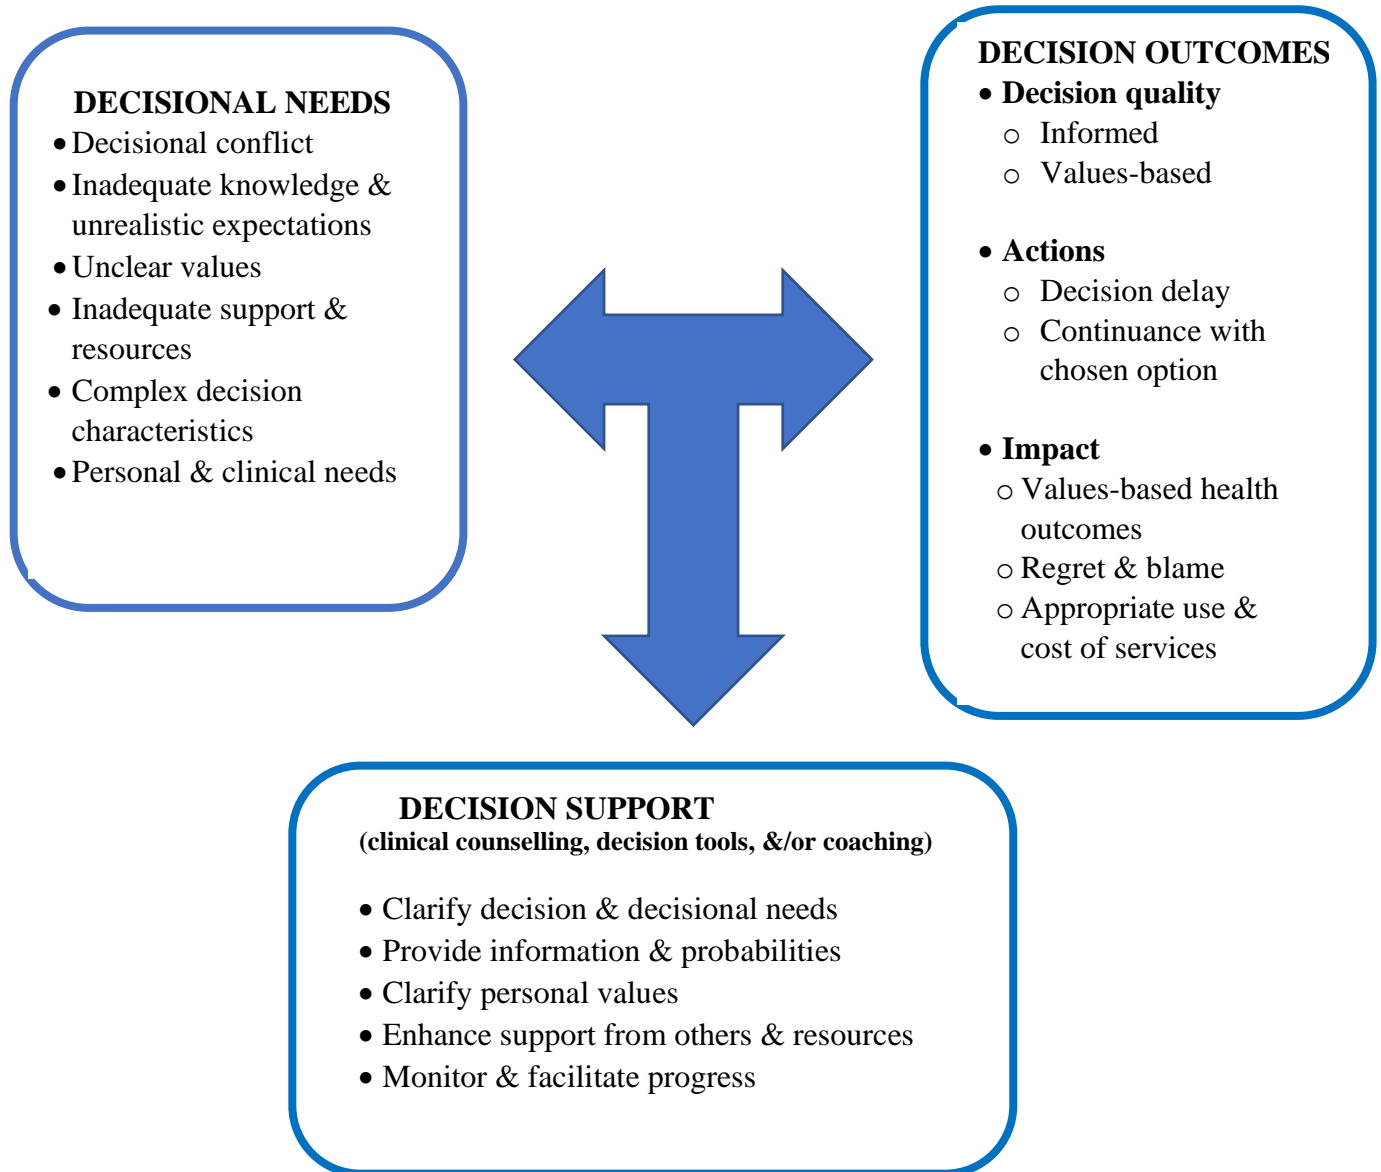 DECISIONAL NEEDS
• Decisional conflict
• Inadequate knowledge &
unrealistic expectations
• Unclear values
• Inadequate support &
resources
• Complex decision
characteristics
• Personal & clinical needs
DECISION OUTCOMES
• Decision quality
o Informed
o Values-based
• Actions
o Decision delay
o Continuance with
chosen option
• Impact
o Values-based health
outcomes
o Regret & blame
o Appropriate use &
cost of services
DECISION SUPPORT
(clinical counselling, decision tools, &/or coaching)
• Clarify decision & decisional needs
• Provide information & probabilities
• Clarify personal values
• Enhance support from others & resources
• Monitor & facilitate progress